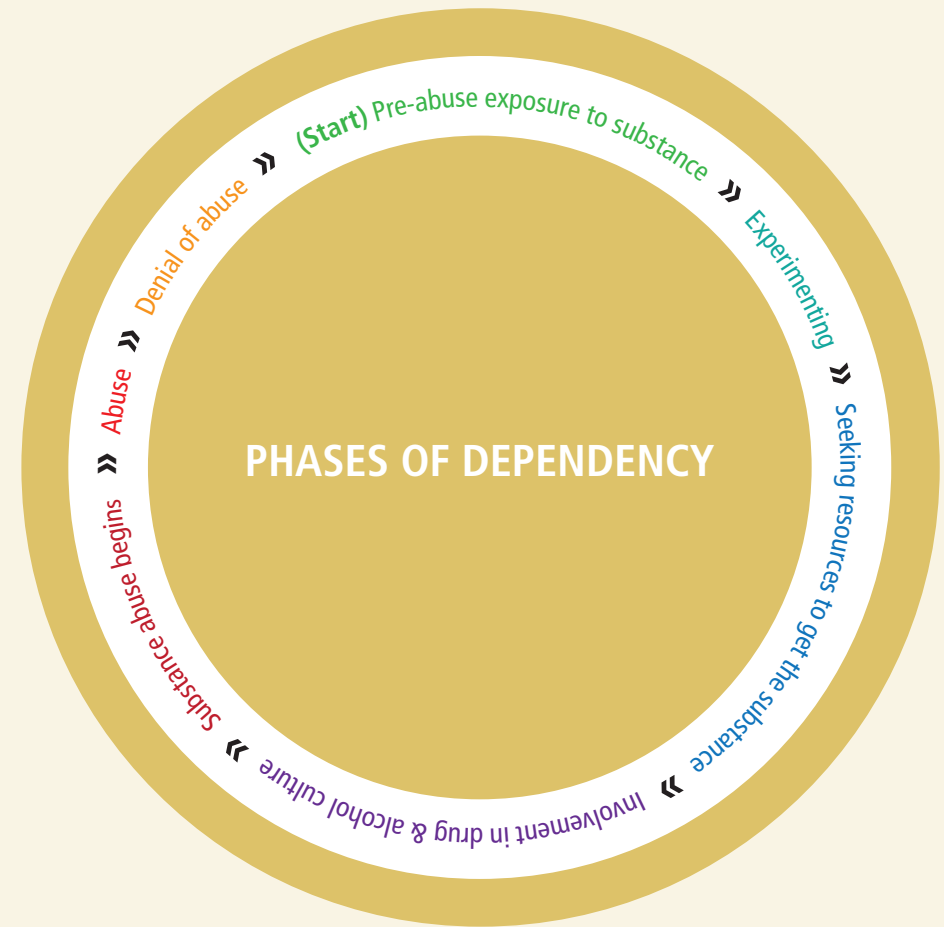 (Start) Pre-abuse exposure to substance »
Experimenting »
Seeking resources to get the substance »
Involvement in drug & alcohol culture »
Substance abuse begins »
Abuse »
Denial of abuse »
PHASES OF DEPENDENCY